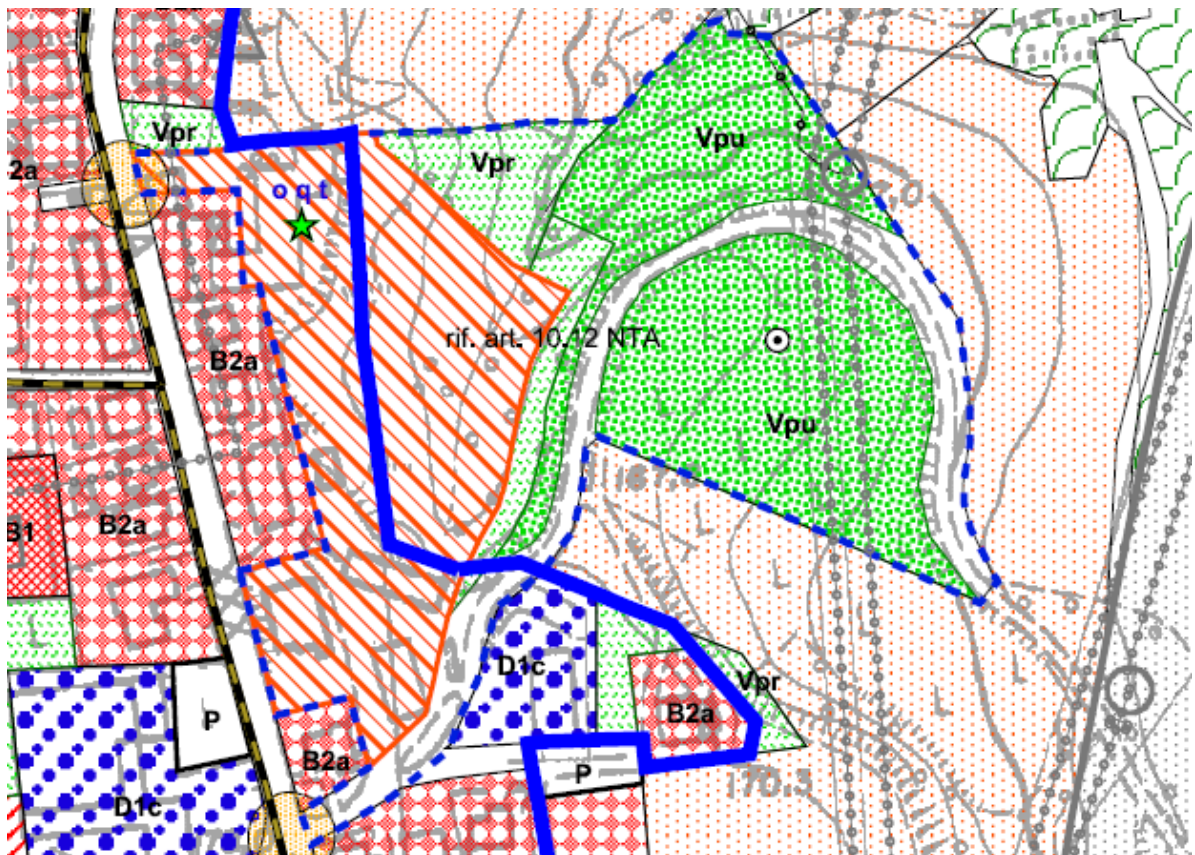 Vpr
Vpr
Vpu
2a
o q t
rif. art. 10.12 NTA
B2a
Vpu
B1
B2a
D1c
Vpr
B2a
P
B2a
P
D1c
170.3